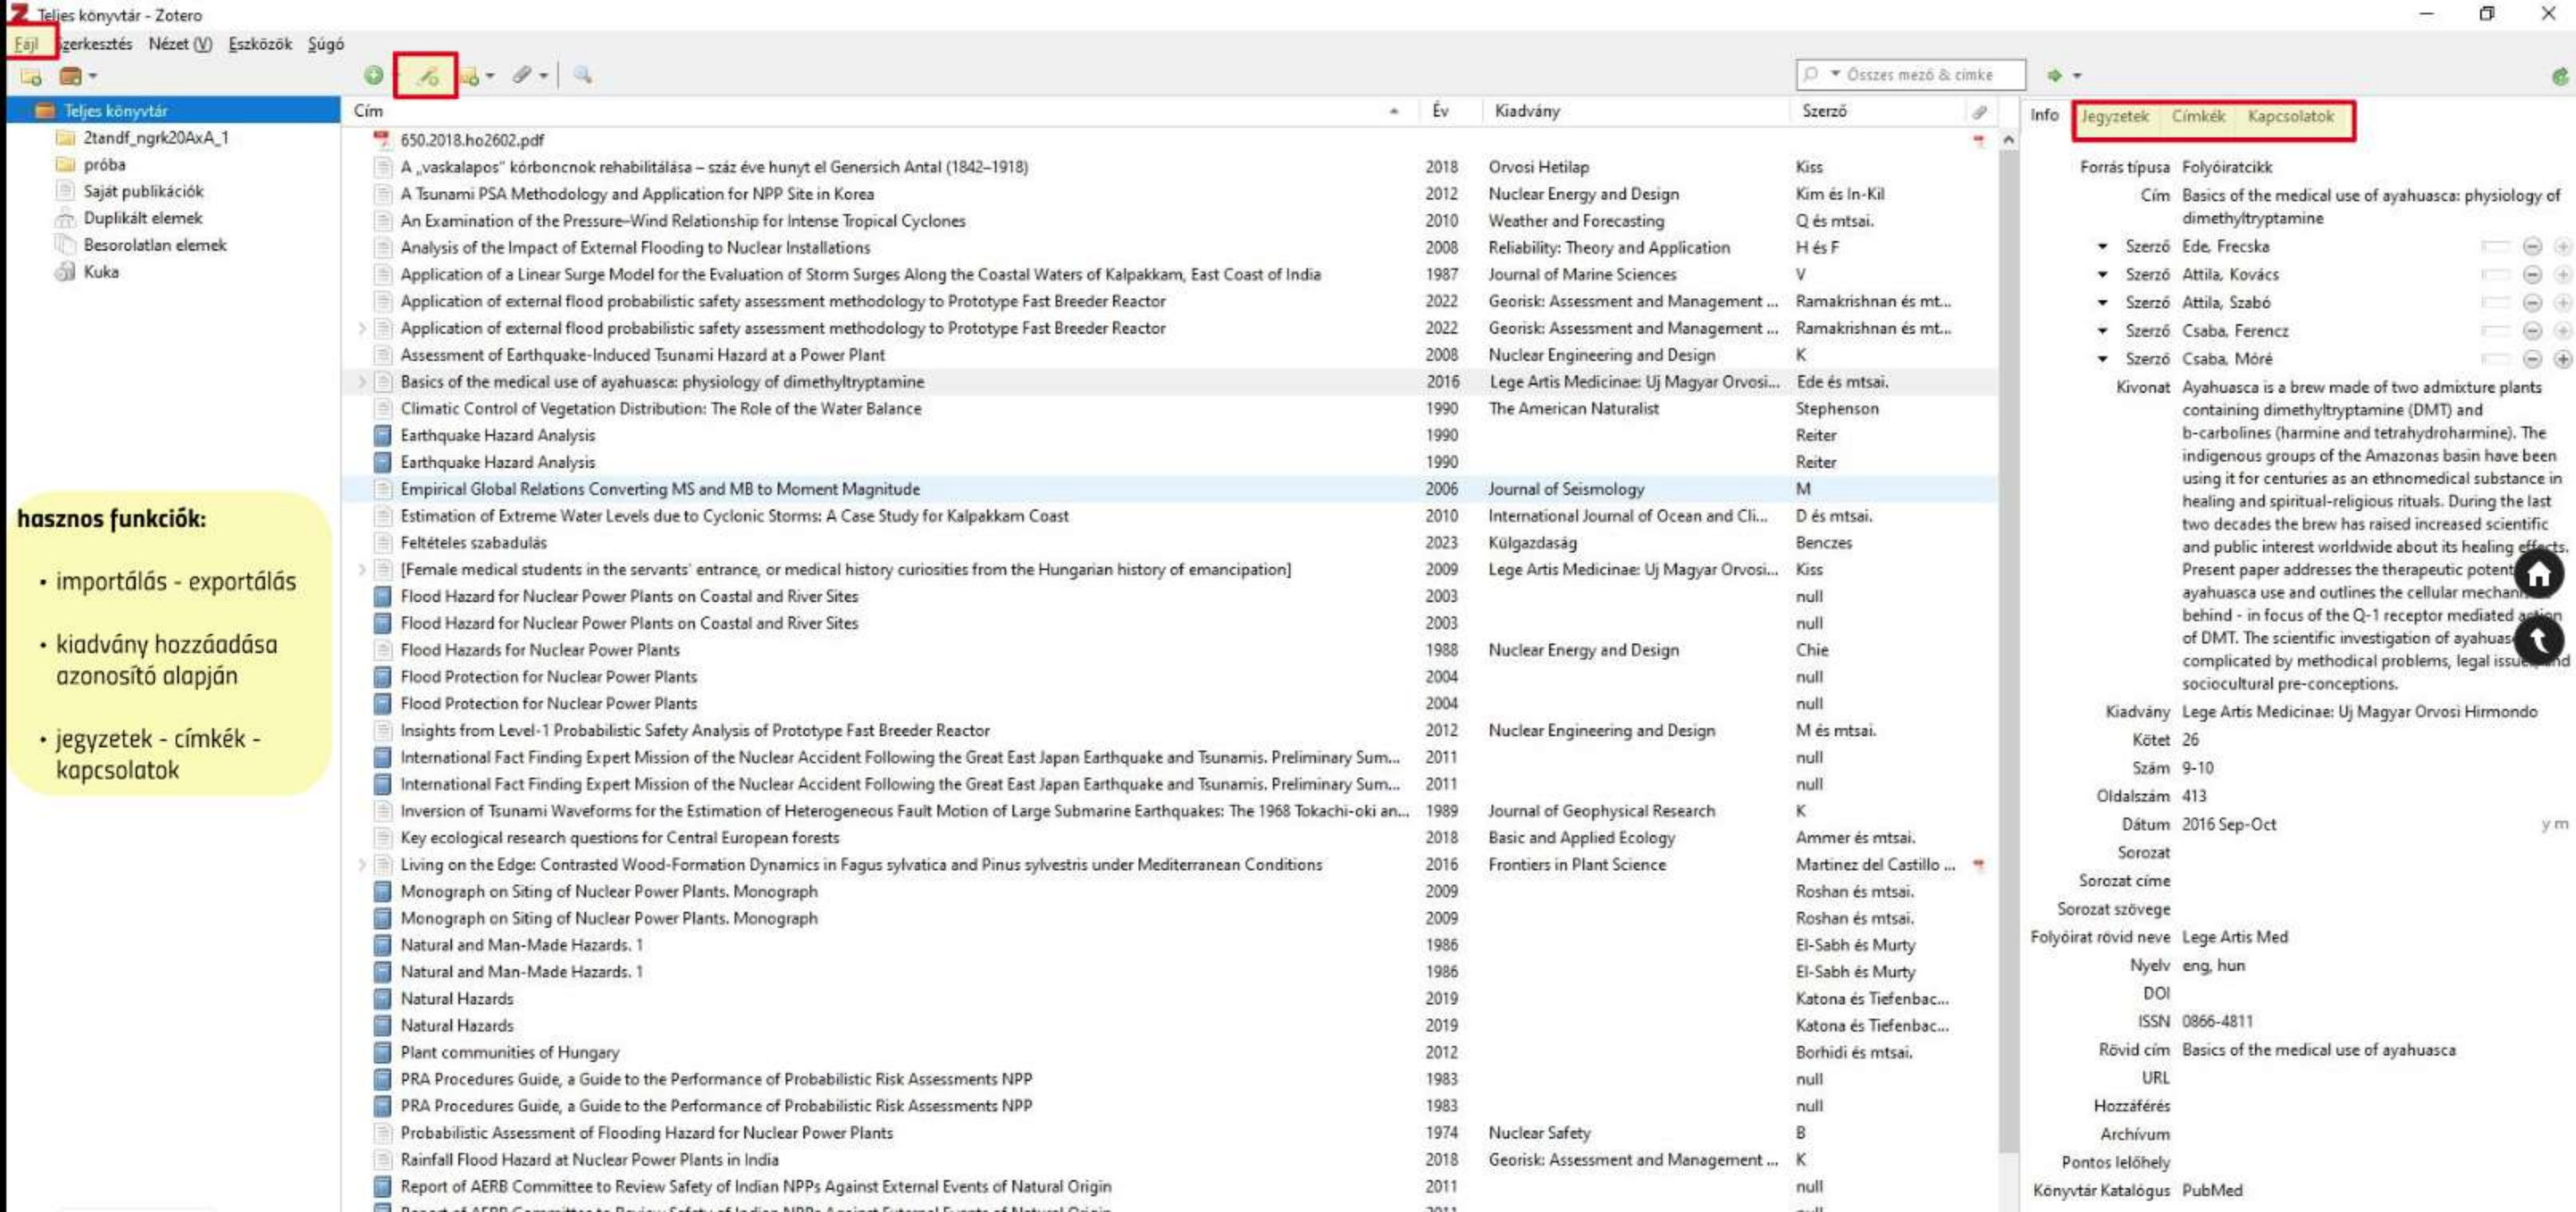 Teljes könyvtár - Zotero
Fájl Szerkesztés Nézet (V) Eszközök Súgó
Összes mező & címke
Teljes könyvtár
2tandf_ngrk20AxA_1
próba
Saját publikációk
Duplikált elemek
Besorolatlan elemek
Kuka
hasznos funkciók:
• importálás - exportálás
• kiadvány hozzáadása
azonosító alapján
• jegyzetek - címkék -
kapcsolatok
Cím Év Kiadvány Szerző
650.2018.ho2602.pdf
A „vaskalapos” kórboncnok rehabilitálása – száz éve hunyt el Genersich Antal (1842–1918) 2018 Orvosi Hetilap Kiss
A Tsunami PSA Methodology and Application for NPP Site in Korea 2012 Nuclear Energy and Design Kim és In-Kil
An Examination of the Pressure–Wind Relationship for Intense Tropical Cyclones 2010 Weather and Forecasting Q és mtsai.
Analysis of the Impact of External Flooding to Nuclear Installations 2008 Reliability: Theory and Application H és F
Application of a Linear Surge Model for the Evaluation of Storm Surges Along the Coastal Waters of Kalpakkam, East Coast of India 1987 Journal of Marine Sciences V
Application of external flood probabilistic safety assessment methodology to Prototype Fast Breeder Reactor 2022 Georisk: Assessment and Management ... Ramakrishnan és mt...
Application of external flood probabilistic safety assessment methodology to Prototype Fast Breeder Reactor 2022 Georisk: Assessment and Management ... Ramakrishnan és mt...
Assessment of Earthquake-Induced Tsunami Hazard at a Power Plant 2008 Nuclear Engineering and Design K
Basics of the medical use of ayahuasca: physiology of dimethyltryptamine 2016 Lege Artis Medicinae: Uj Magyar Orvosi... Ede és mtsai.
Climatic Control of Vegetation Distribution: The Role of the Water Balance 1990 The American Naturalist Stephenson
Earthquake Hazard Analysis 1990 Reiter
Earthquake Hazard Analysis 1990 Reiter
Empirical Global Relations Converting MS and MB to Moment Magnitude 2006 Journal of Seismology M
Estimation of Extreme Water Levels due to Cyclonic Storms: A Case Study for Kalpakkam Coast 2010 International Journal of Ocean and Cli... D és mtsai.
Feltételes szabadulás 2023 Külgazdaság Benczes
[Female medical students in the servants' entrance, or medical history curiosities from the Hungarian history of emancipation] 2009 Lege Artis Medicinae: Uj Magyar Orvosi... Kiss
Flood Hazard for Nuclear Power Plants on Coastal and River Sites 2003 null
Flood Hazard for Nuclear Power Plants on Coastal and River Sites 2003 null
Flood Hazards for Nuclear Power Plants 1988 Nuclear Energy and Design Chie
Flood Protection for Nuclear Power Plants 2004 null
Flood Protection for Nuclear Power Plants 2004 null
Insights from Level-1 Probabilistic Safety Analysis of Prototype Fast Breeder Reactor 2012 Nuclear Engineering and Design M és mtsai.
International Fact Finding Expert Mission of the Nuclear Accident Following the Great East Japan Earthquake and Tsunamis. Preliminary Sum... 2011 null
International Fact Finding Expert Mission of the Nuclear Accident Following the Great East Japan Earthquake and Tsunamis. Preliminary Sum... 2011 null
Inversion of Tsunami Waveforms for the Estimation of Heterogeneous Fault Motion of Large Submarine Earthquakes: The 1968 Tokachi-oki an... 1989 Journal of Geophysical Research K
Key ecological research questions for Central European forests 2018 Basic and Applied Ecology Ammer és mtsai.
Living on the Edge: Contrasted Wood-Formation Dynamics in Fagus sylvatica and Pinus sylvestris under Mediterranean Conditions 2016 Frontiers in Plant Science Martinez del Castillo ...
Monograph on Siting of Nuclear Power Plants. Monograph 2009 Roshan és mtsai.
Monograph on Siting of Nuclear Power Plants. Monograph 2009 Roshan és mtsai.
Natural and Man-Made Hazards. 1 1986 El-Sabh és Murty
Natural and Man-Made Hazards. 1 1986 El-Sabh és Murty
Natural Hazards 2019 Katona és Tiefenbac...
Natural Hazards 2019 Katona és Tiefenbac...
Plant communities of Hungary 2012 Borhidi és mtsai.
PRA Procedures Guide, a Guide to the Performance of Probabilistic Risk Assessments NPP 1983 null
PRA Procedures Guide, a Guide to the Performance of Probabilistic Risk Assessments NPP 1983 null
Probabilistic Assessment of Flooding Hazard for Nuclear Power Plants 1974 Nuclear Safety B
Rainfall Flood Hazard at Nuclear Power Plants in India 2018 Georisk: Assessment and Management ... K
Report of AERB Committee to Review Safety of Indian NPPs Against External Events of Natural Origin 2011 null
Info Jegyzetek Címkék Kapcsolatok
Forrás típusa Folyóiratcikk
Cím Basics of the medical use of ayahuasca: physiology of
dimethyltryptamine
Szerző Ede, Frecska
Szerző Attila, Kovács
Szerző Attila, Szabó
Szerző Csaba, Ferencz
Szerző Csaba, Móré
Kivonat Ayahuasca is a brew made of two admixture plants
containing dimethyltryptamine (DMT) and
b-carbolines (harmine and tetrahydroharmine). The
indigenous groups of the Amazonas basin have been
using it for centuries as an ethnomedical substance in
healing and spiritual-religious rituals. During the last
two decades the brew has raised increased scientific
and public interest worldwide about its healing effects.
Present paper addresses the therapeutic potent
ayahuasca use and outlines the cellular mechan
behind - in focus of the Q-1 receptor mediated action
of DMT. The scientific investigation of ayahuas
complicated by methodical problems, legal issue nd
sociocultural pre-conceptions.
Kiadvány Lege Artis Medicinae: Uj Magyar Orvosi Hirmondo
Kötet 26
Szám 9-10
Oldalszám 413
Dátum 2016 Sep-Oct y m
Sorozat
Sorozat címe
Sorozat szövege
Folyóirat rövid neve Lege Artis Med
Nyelv eng, hun
DOI
ISSN 0866-4811
Rövid cím Basics of the medical use of ayahuasca
URL
Hozzáférés
Archívum
Pontos lelőhely
Könyvtár Katalógus PubMed